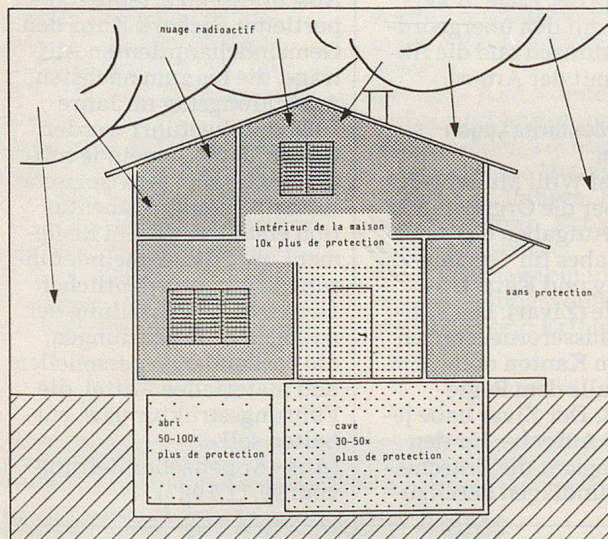 nuage radioactif
intérieur de la maison
10x plus de protection
sans protection
abri
50-100x
plus de protection
cave
30-50x
plus de protection